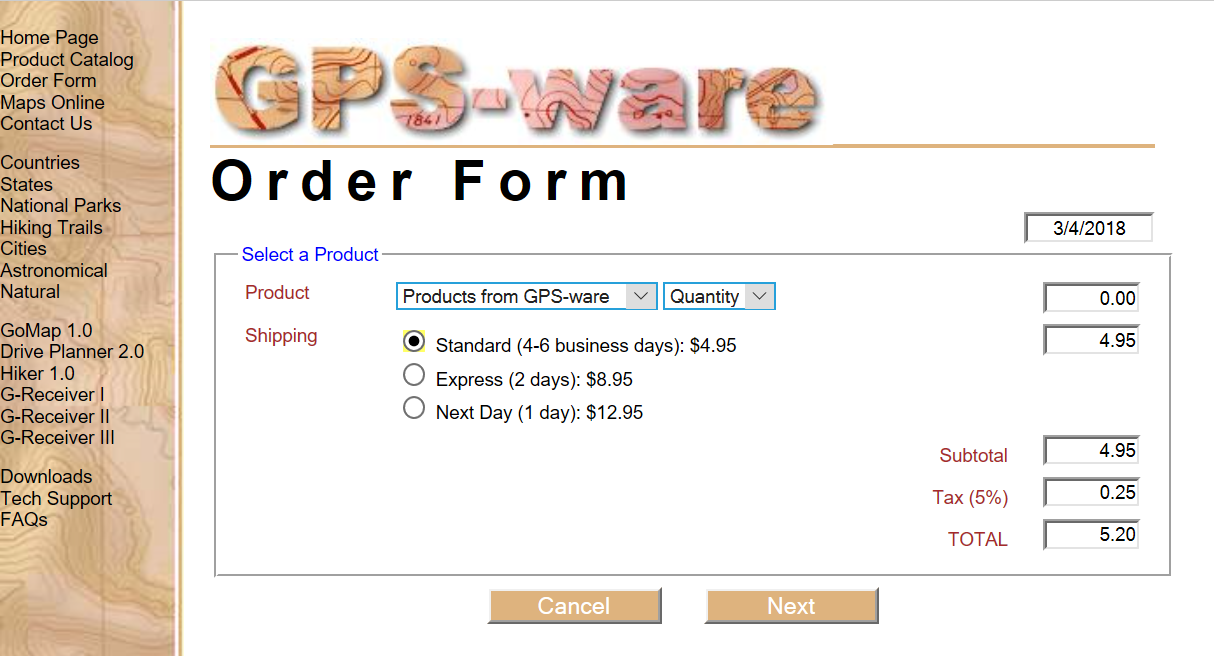 Home Page
Product Catalog
Order Form
Maps Online
Contact Us
Countries
States
National Parks
Hiking Trails
Cities
Astronomical
Natural
GoMap 1.0
Drive Planner 2.0
Hiker 1.0
G-Receiver I
G-Receiver II
G-Receiver III
Downloads
Tech Support
FAQs
GPS-ware
1841
Order Form
3/4/2018
Select a Product
Product Products from GPS-ware Quantity 0.00
Shipping Standard (4-6 business days): $4.95 4.95
Express (2 days): $8.95
Next Day (1 day): $12.95
Subtotal 4.95
Tax (5%) 0.25
TOTAL 5.20
Cancel Next